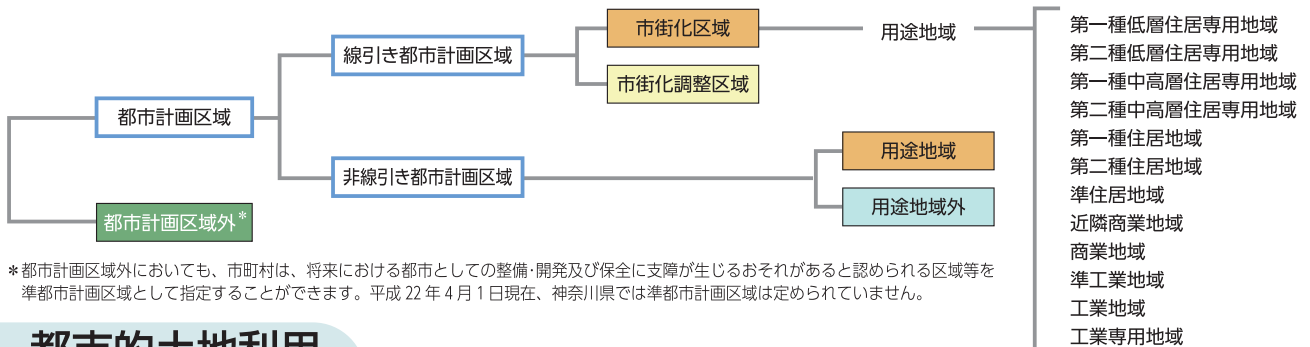 市街化区域
用途地域
線引き都市計画区域
市街化調整区域
都市計画区域
用途地域
非線引き都市計画区域
用途地域外
都市計画区域外*
第一種低層住居専用地域
第二種低層住居専用地域
第一種中高層住居専用地域
第二種中高層住居専用地域
第一種住居地域
第二種住居地域
準住居地域
近隣商業地域
商業地域
準工業地域
工業地域
工業専用地域
*都市計画区域外においても、市町村は、将来における都市としての整備・開発及び保全に支障が生じるおそれがあると認められる区域等を
準都市計画区域として指定することができます。平成22年4月1日現在、神奈川県では準都市計画区域は定められていません。
都市的土地利用